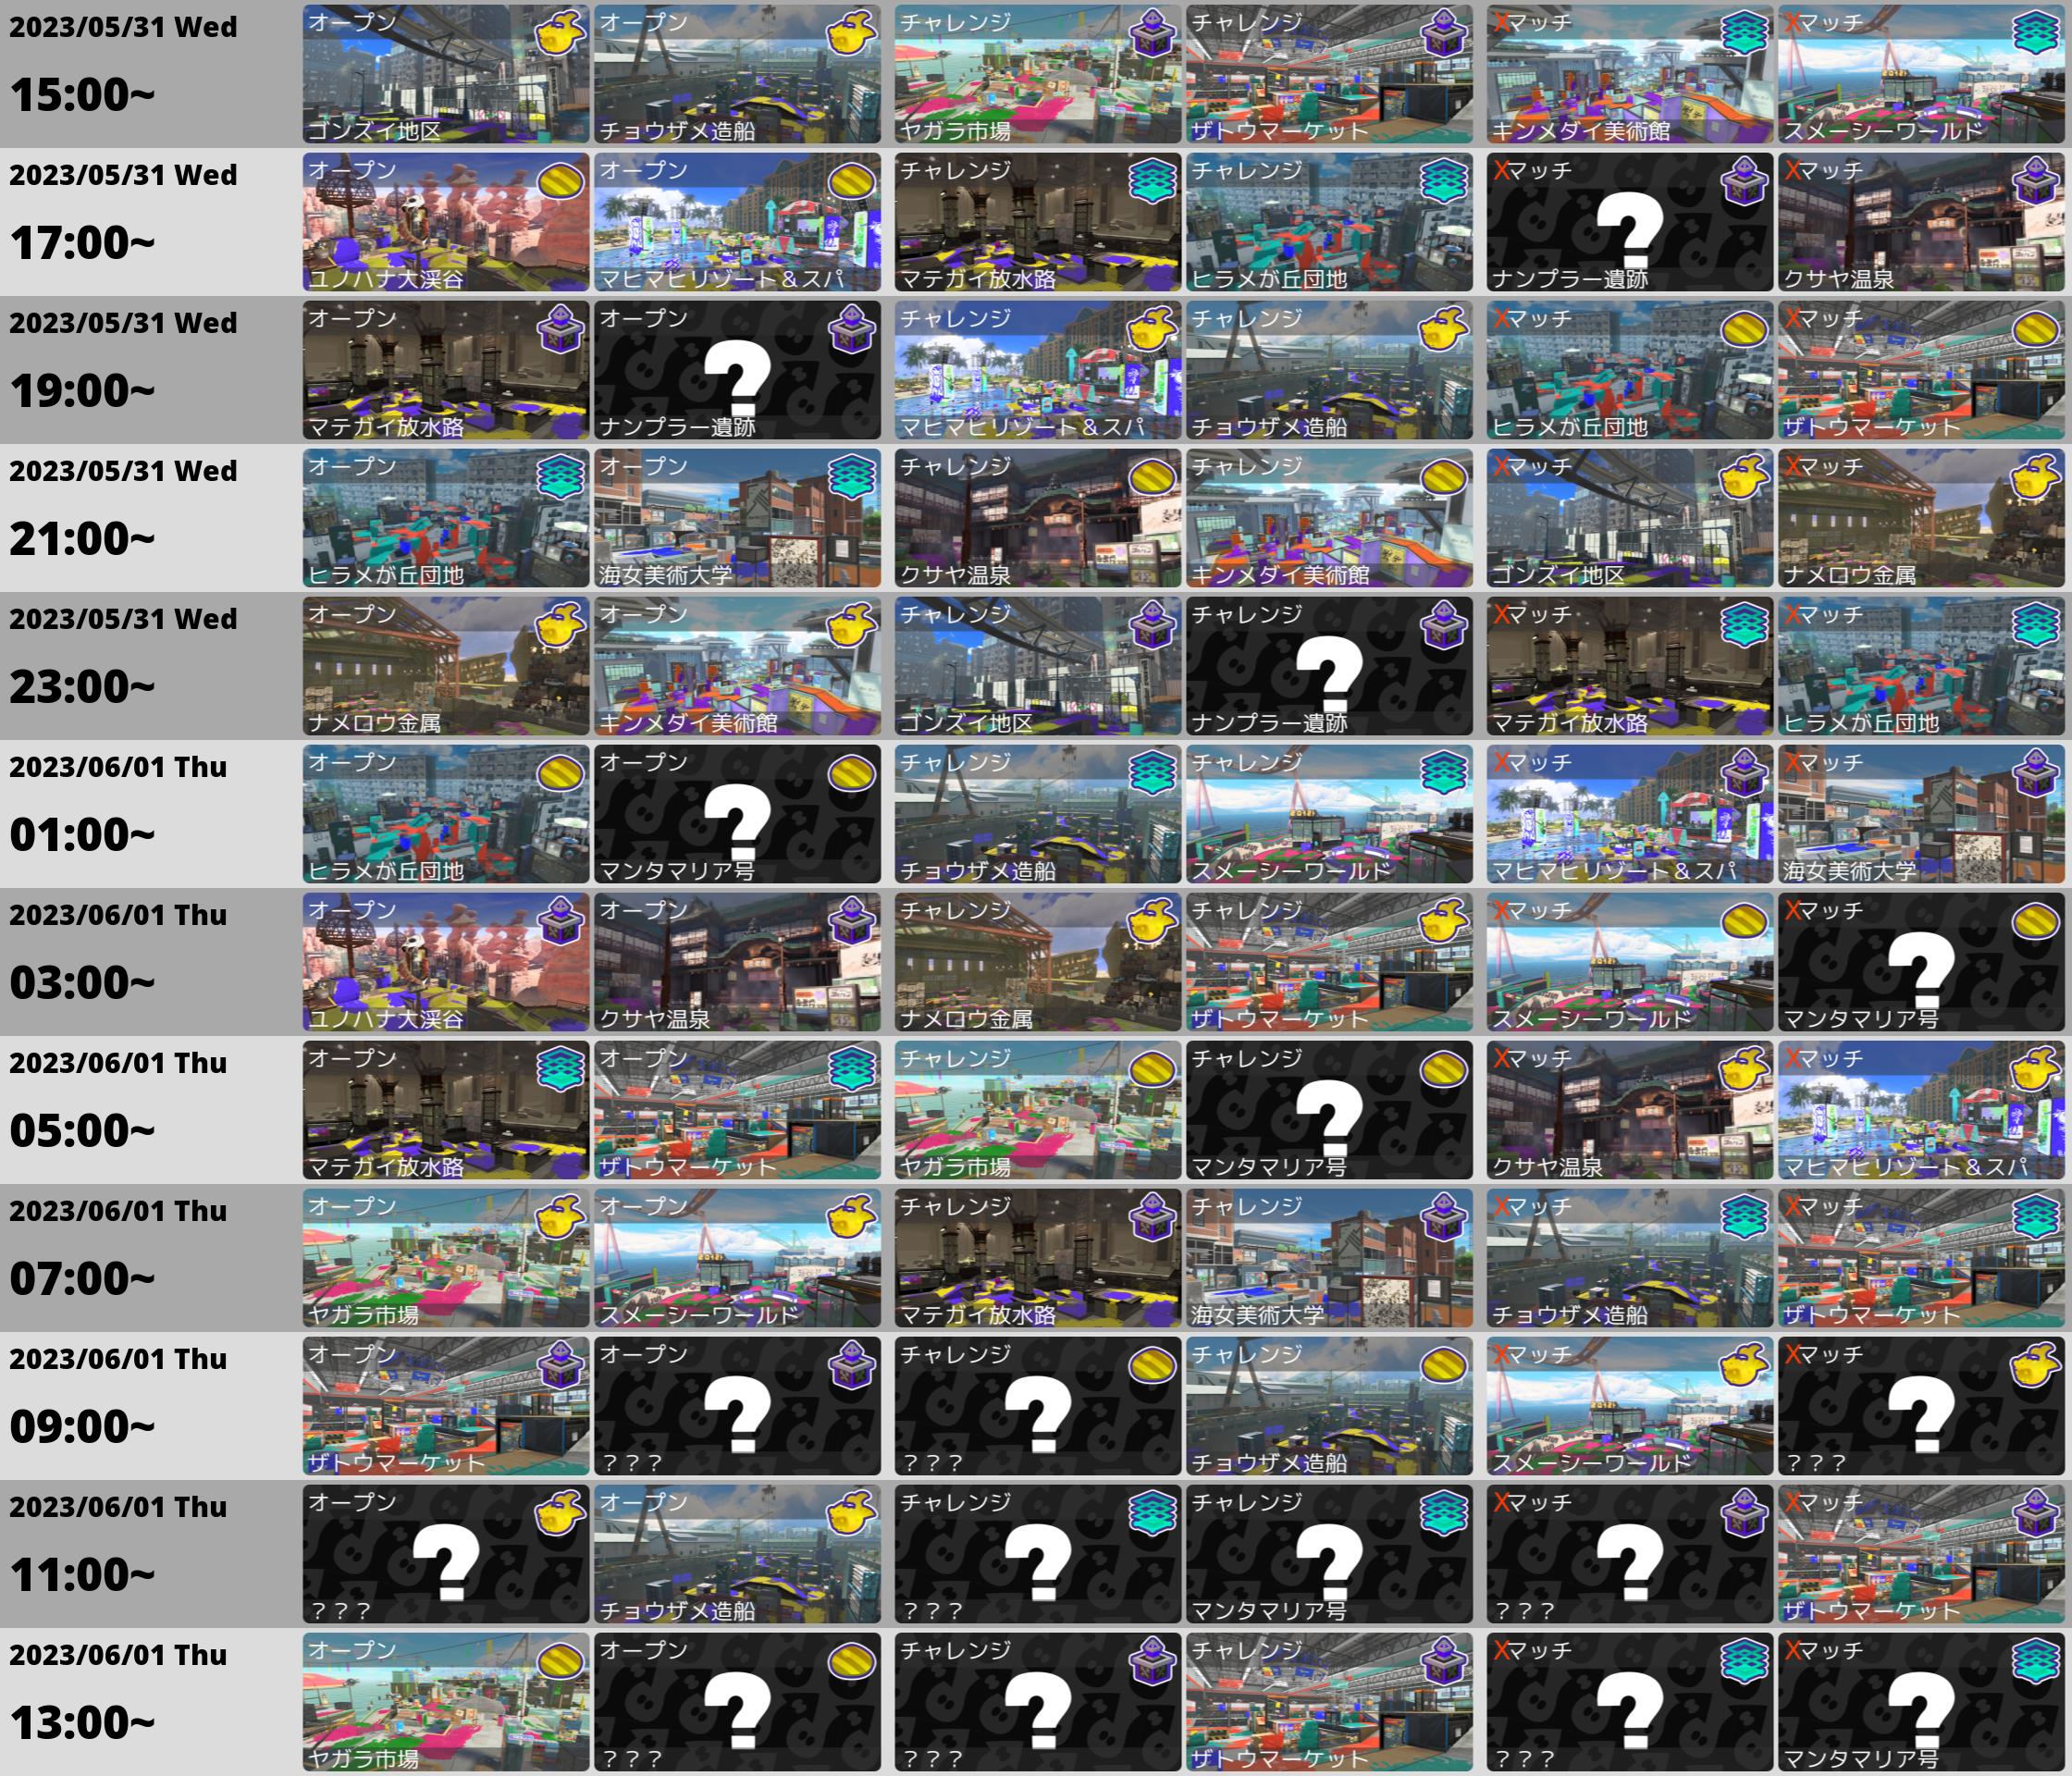 2023/05/31 Wed
15:00~
オープン オープン チャレンジ チャレンジ Xマッチ Xマッチ
ゴンズイ地区 チョウザメ造船 ヤガラ市場 ザトウマーケット キンメダイ美術館 スメーシーワールド
2023/05/31 Wed
17:00~
オープン オープン チャレンジ チャレンジ Xマッチ Xマッチ
ユノハナ大渓谷 マヒマヒリゾート＆スパ マテガイ放水路 ヒラメが丘団地 ナンプラー遺跡 クサヤ温泉
2023/05/31 Wed
19:00~
オープン オープン チャレンジ チャレンジ Xマッチ Xマッチ
マテガイ放水路 ナンプラー遺跡 マヒマヒリゾート＆スパ チョウザメ造船 ヒラメが丘団地 ザトウマーケット
2023/05/31 Wed
21:00~
オープン オープン チャレンジ チャレンジ Xマッチ Xマッチ
ヒラメが丘団地 海女美術大学 クサヤ温泉 キンメダイ美術館 ゴンズイ地区 ナメロウ金属
2023/05/31 Wed
23:00~
オープン オープン チャレンジ チャレンジ Xマッチ Xマッチ
ナメロウ金属 キンメダイ美術館 ゴンズイ地区 ナンプラー遺跡 マテガイ放水路 ヒラメが丘団地
2023/06/01 Thu
01:00~
オープン オープン チャレンジ チャレンジ Xマッチ Xマッチ
ヒラメが丘団地 マンタマリア号 チョウザメ造船 スメーシーワールド マヒマヒリゾート＆スパ 海女美術大学
2023/06/01 Thu
03:00~
オープン オープン チャレンジ チャレンジ Xマッチ Xマッチ
ユノハナ大渓谷 クサヤ温泉 ナメロウ金属 ザトウマーケット スメーシーワールド マンタマリア号
2023/06/01 Thu
05:00~
オープン オープン チャレンジ チャレンジ Xマッチ Xマッチ
マテガイ放水路 ザトウマーケット ヤガラ市場 マンタマリア号 クサヤ温泉 マヒマヒリゾート＆スパ
2023/06/01 Thu
07:00~
オープン オープン チャレンジ チャレンジ Xマッチ Xマッチ
ヤガラ市場 スメーシーワールド マテガイ放水路 海女美術大学 チョウザメ造船 ザトウマーケット
2023/06/01 Thu
09:00~
オープン オープン チャレンジ チャレンジ Xマッチ Xマッチ
ザトウマーケット ？？？ ？？？ チョウザメ造船 スメーシーワールド ？？？
2023/06/01 Thu
11:00~
オープン オープン チャレンジ チャレンジ Xマッチ Xマッチ
？？？ チョウザメ造船 ？？？ マンタマリア号 ？？？ ザトウマーケット
2023/06/01 Thu
13:00~
オープン オープン チャレンジ チャレンジ Xマッチ Xマッチ
ヤガラ市場 ？？？ ？？？ ザトウマーケット ？？？ マンタマリア号